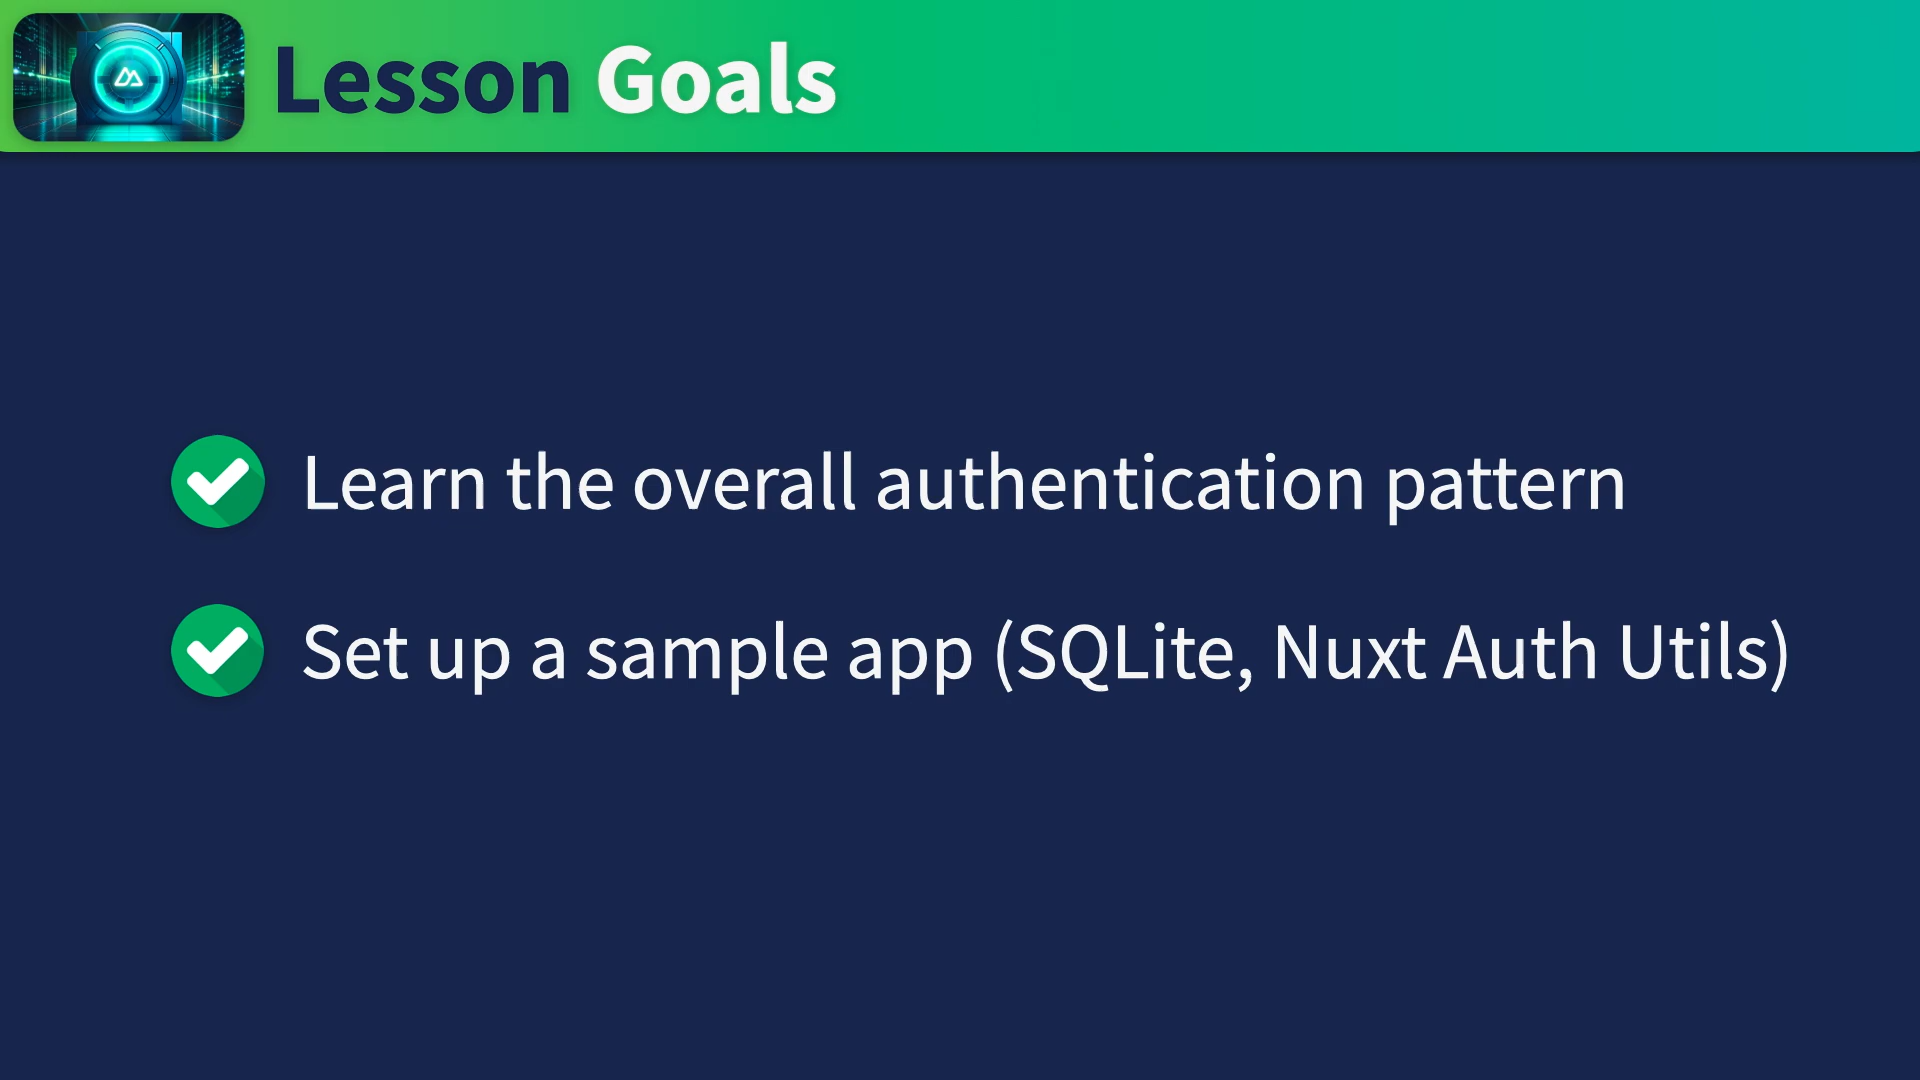 Lesson Goals
Learn the overall authentication pattern
Set up a sample app (SQLite, Nuxt Auth Utils)